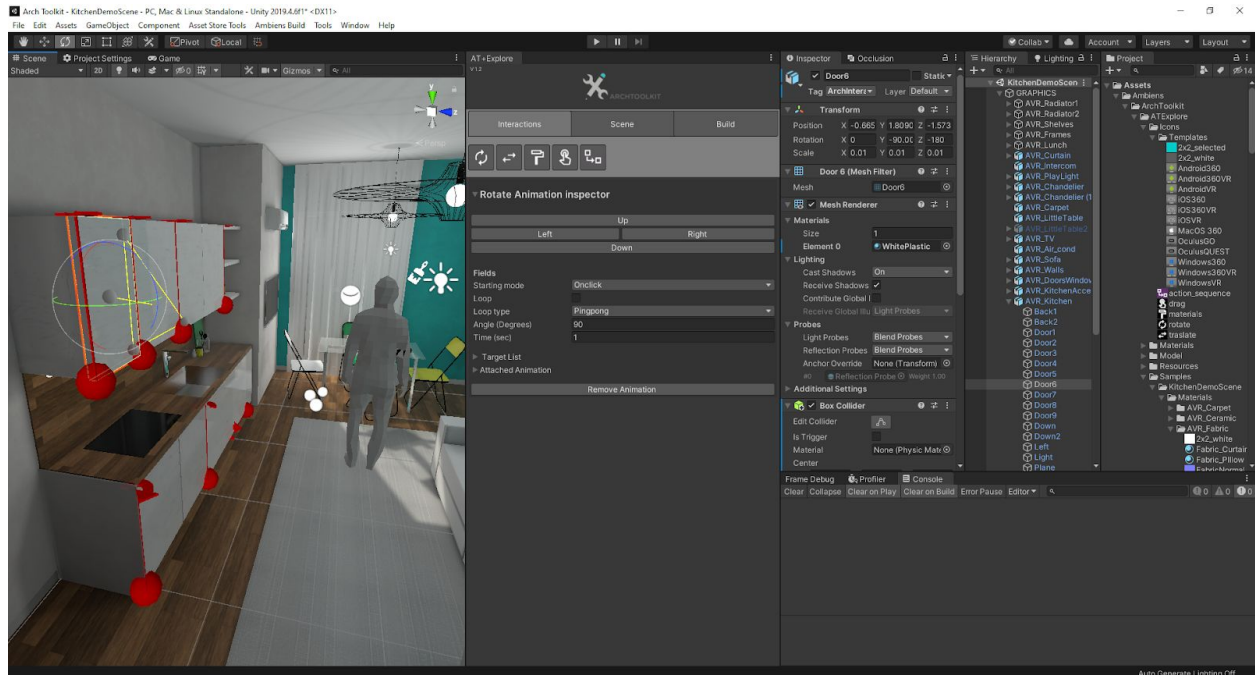 Arch Toolkit - KitchenDemoScene - PC, Mac & Linux Standalone - Unity 2019.4.6f1* <DX11>
File Edit Assets GameObject Component Asset Store Tools Ambiens Build Tools Window Help
Pivot Local Collab Account Layers Layout
Scene Project Settings Game
Shaded 2D 0 Gizmos All
AT+Explore
V12
ARCHTOOLKIT
Interactions Scene Build
Rotate Animation inspector
Up
Left Right
Down
Fields
Starting mode Onclick
Loop
Loop type Pingpong
Angle (Degrees) 90
Time (sec) 1
Target List
Attached Animation
Remove Animation
Inspector Occlusion
Door6 Static
Tag ArchInters Layer Default
Transform
Position X -0.665 Y 1.8090 Z -1.573
Rotation X 0 Y -90.00 Z -180
Scale X 0.01 Y 0.01 Z 0.01
Door 6 (Mesh Filter)
Mesh Door6
Mesh Renderer
Materials
Size 1
Element 0 WhitePlastic
Lighting
Cast Shadows On
Receive Shadows
Contribute Global I
Receive Global Illu Light Probes
Probes
Light Probes Blend Probes
Reflection Probes Blend Probes
Anchor Override None (Transform)
#0 Reflection Probe Weight 1.00
Additional Settings
Box Collider
Edit Collider
Is Trigger
Material None (Physic Mate
Center
Hierarchy Lighting
All
KitchenDemoScen
GRAPHICS
AVR_Radiator1
AVR_Radiator2
AVR_Shelves
AVR_Frames
AVR_Lunch
AVR_Curtain
AVR_Intercom
AVR_PlayLight
AVR_Chandelier
AVR_Chandelier (1
AVR_Carpet
AVR_LittleTable
AVR_LittleTable2
AVR_TV
AVR_Air_cond
AVR_Sofa
AVR_Walls
AVR_DoorsWindov
AVR_KitchenAcce
AVR_Kitchen
Back1
Back2
Door1
Door2
Door3
Door4
Door5
Door6
Door7
Door8
Door9
Down
Down2
Left
Light
Plane
Project
14
Assets
Ambiens
ArchToolkit
ATExplore
Icons
Templates
2x2_selected
2x2_white
Android360
Android360VR
AndroidVR
iOS360
iOS360VR
iOSVR
MacOS 360
OculusGO
OculusQUEST
Windows360
Windows360VR
WindowsVR
action_sequence
drag
materials
rotate
traslate
Materials
Model
Resources
Samples
KitchenDemoScene
Materials
AVR_Carpet
AVR_Ceramic
AVR_Fabric
2x2_white
Fabric_Curtain
Fabric_Pillow
FabricNormal
Frame Debug Profiler Console
Clear Collapse Clear on Play Clear on Build Error Pause Editor 0 0 0
Auto Generate Lighting Off